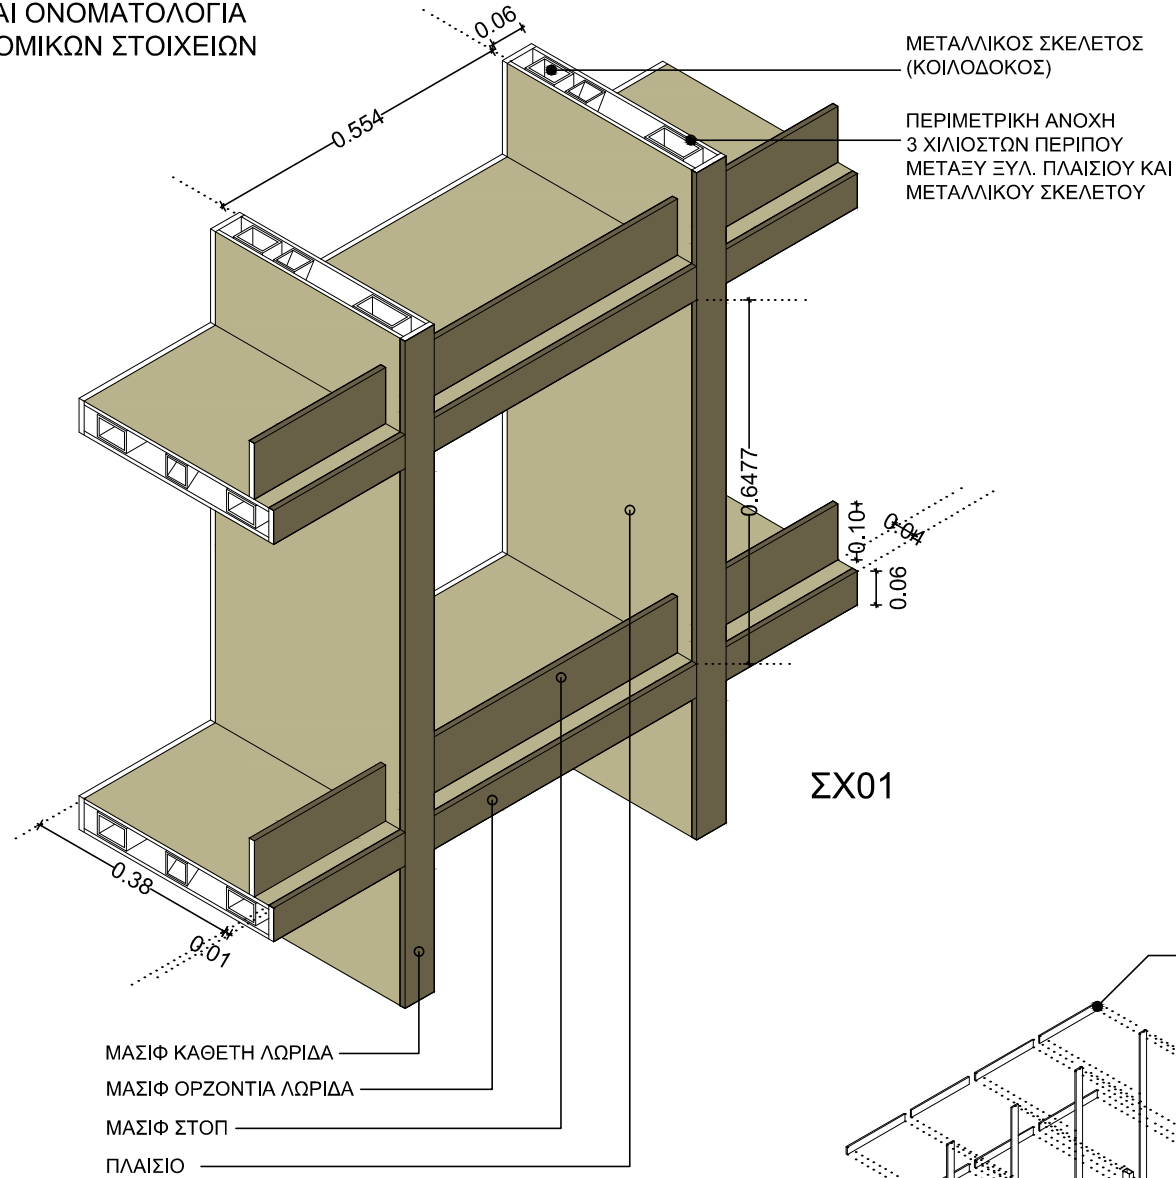 ΑΙ ΟΝΟΜΑΤΟΛΟΓΙΑ
ΟΜΙΚΩΝ ΣΤΟΙΧΕΙΩΝ
0.06
0.554
ΜΕΤΑΛΛΙΚΟΣ ΣΚΕΛΕΤΟΣ
(ΚΟΙΛΟΔΟΚΟΣ)
ΠΕΡΙΜΕΤΡΙΚΗ ΑΝΟΧΗ
3 ΧΙΛΙΟΣΤΩΝ ΠΕΡΙΠΟΥ
ΜΕΤΑΞΥ ΞΥΛ. ΠΛΑΙΣΙΟΥ ΚΑΙ
ΜΕΤΑΛΛΙΚΟΥ ΣΚΕΛΕΤΟΥ
0.6477
0.10
0.04
0.06
ΣΧ01
0.38
0.01
ΜΑΣΙΦ ΚΑΘΕΤΗ ΛΩΡΙΔΑ
ΜΑΣΙΦ ΟΡΖΟΝΤΙΑ ΛΩΡΙΔΑ
ΜΑΣΙΦ ΣΤΟΠ
ΠΛΑΙΣΙΟ